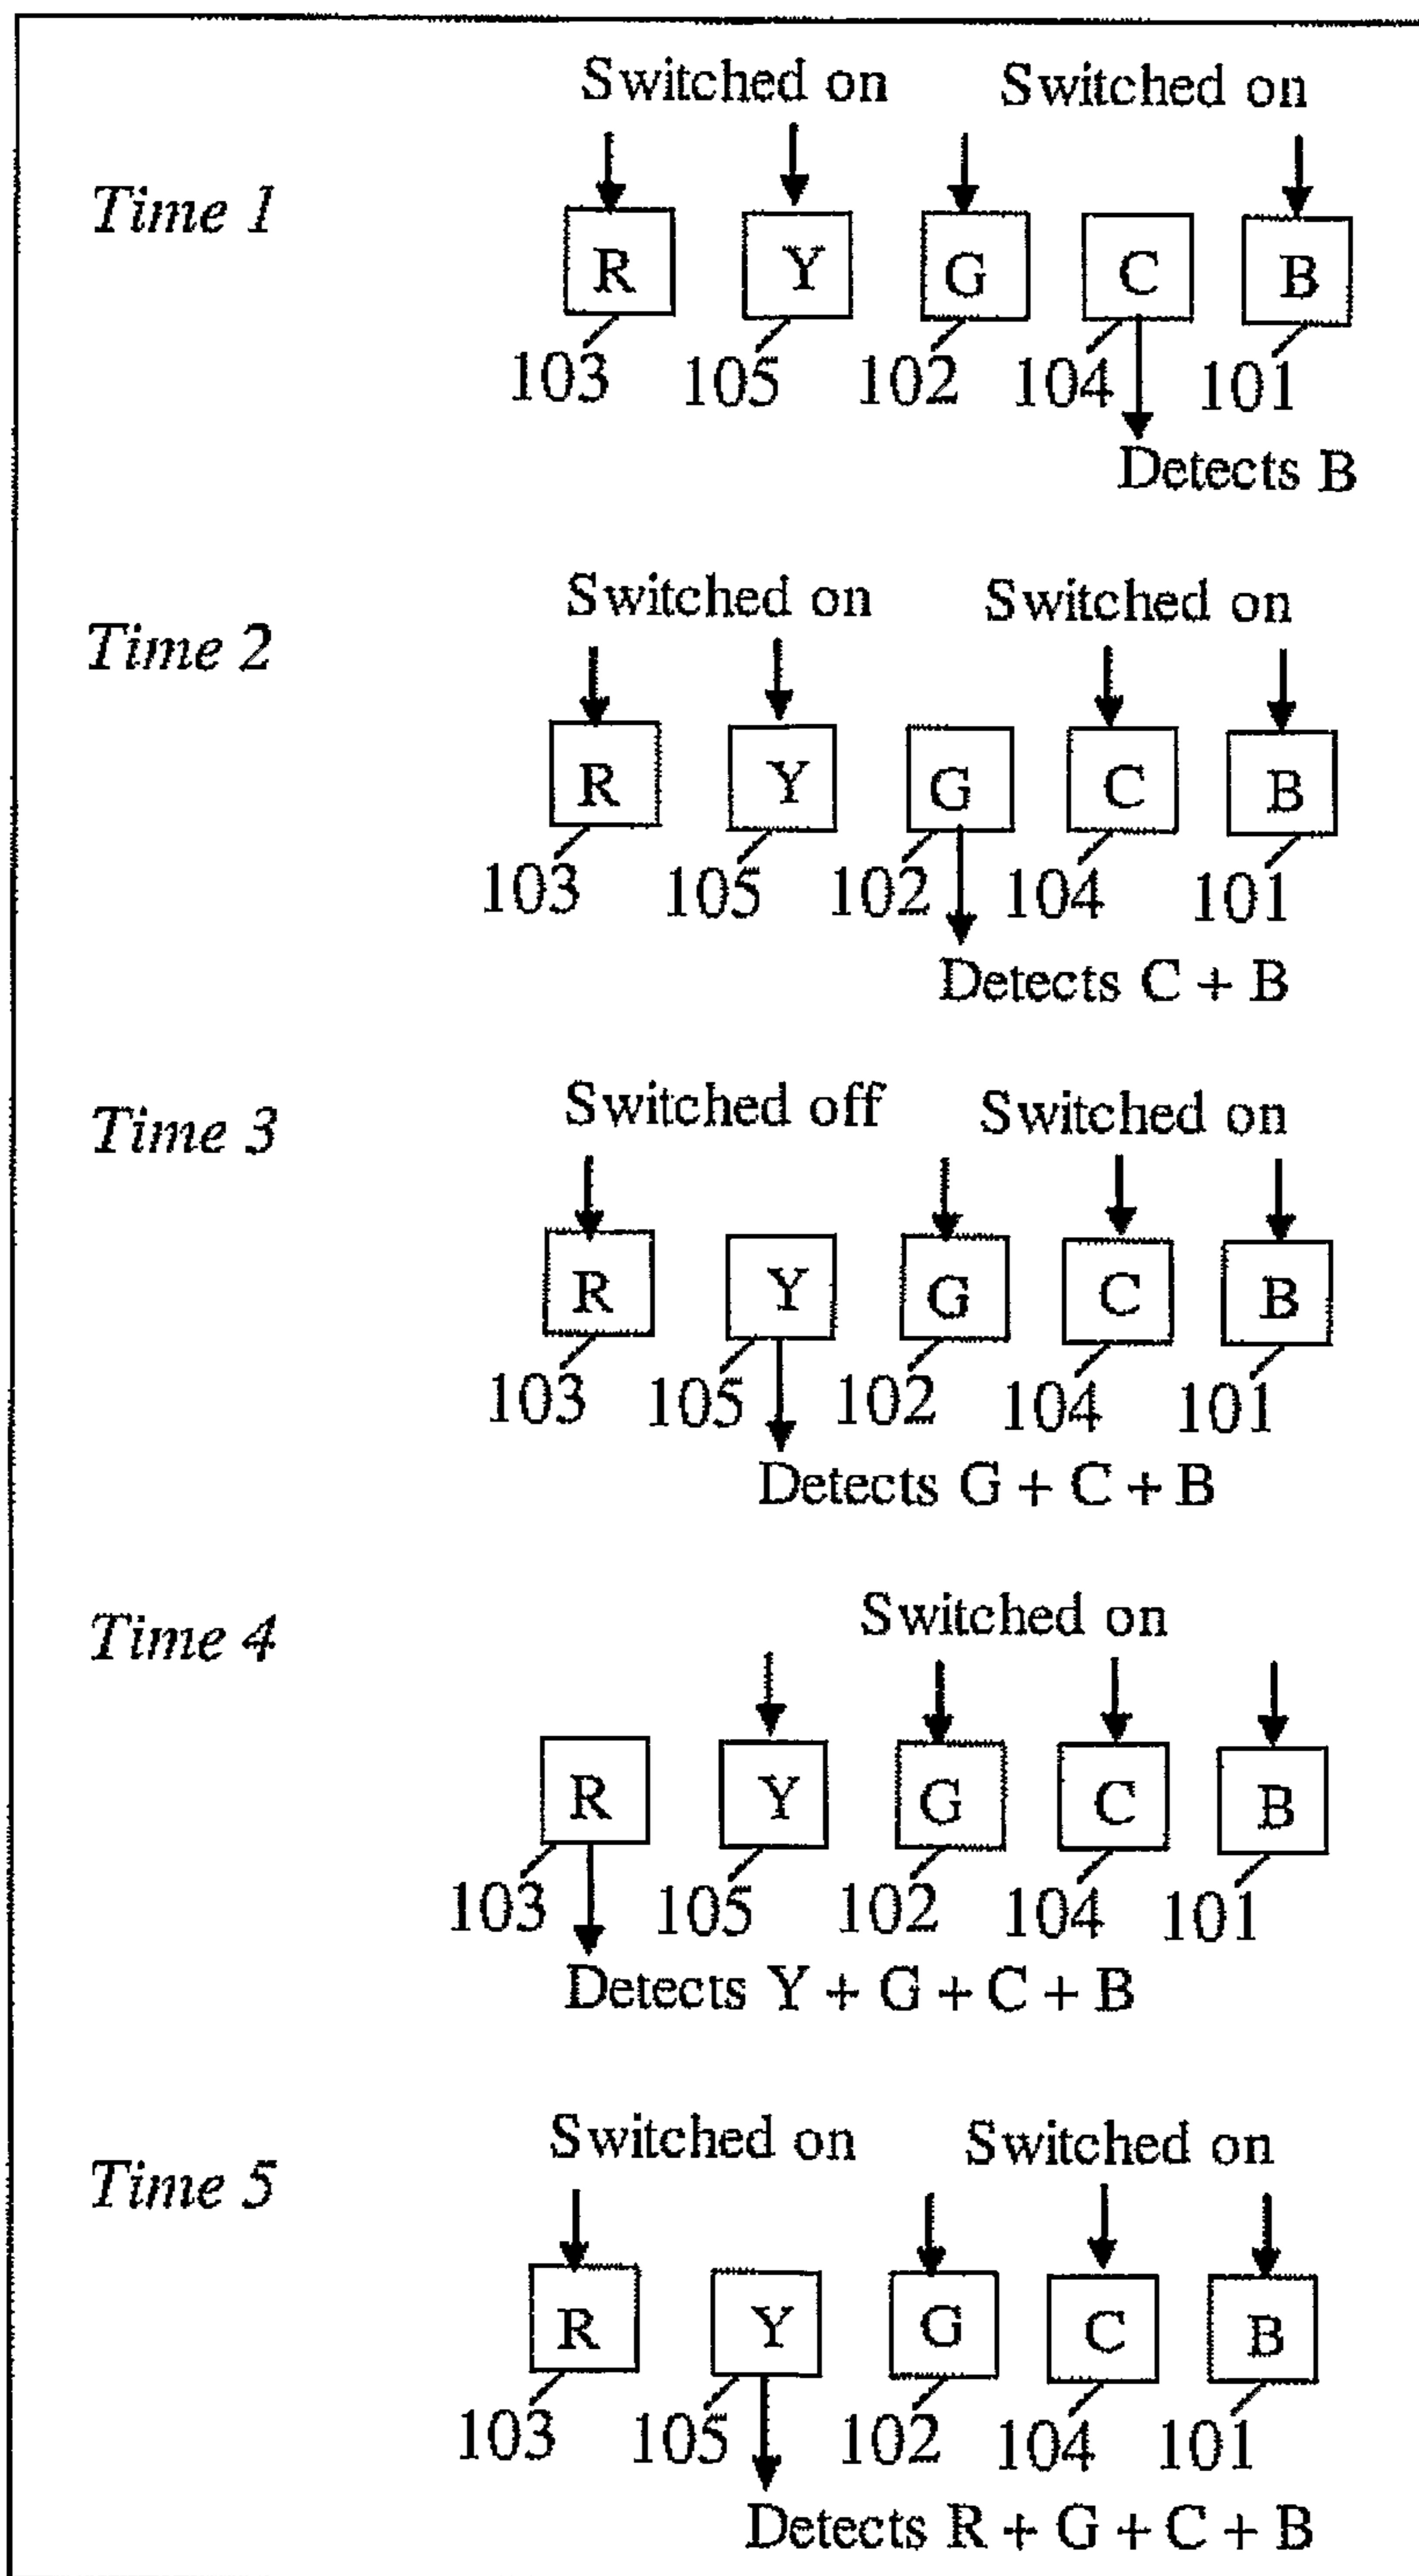 Switched on Switched on
Time 1
R Y G C B
103 105 102 104 101
Detects B
Switched on Switched on
Time 2
R Y G C B
103 105 102 104 101
Detects C + B
Switched off Switched on
Time 3
R Y G C B
103 105 102 104 101
Detects G + C + B
Switched on
Time 4
R Y G C B
103 105 102 104 101
Detects Y + G + C + B
Switched on Switched on
Time 5
R Y G C B
103 105 102 104 101
Detects R + G + C + B